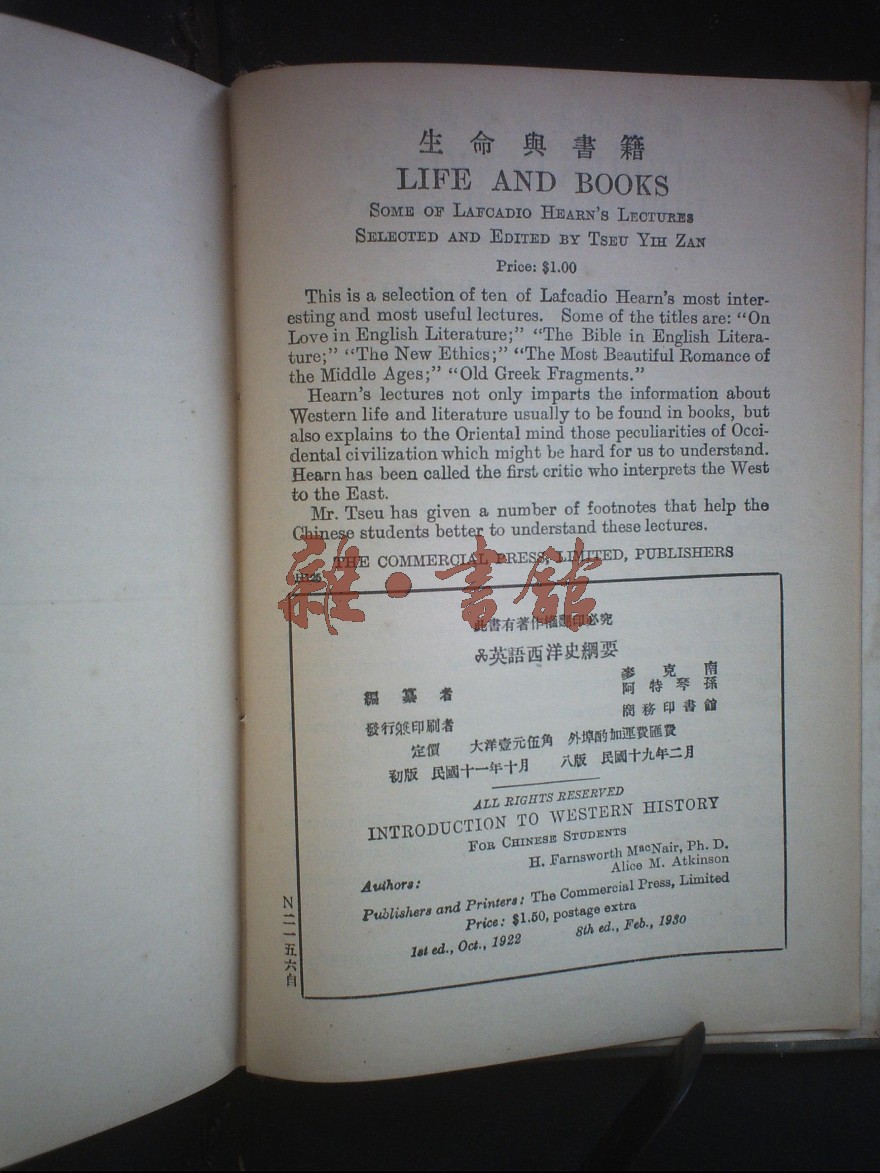 生命與書籍
LIFE AND BOOKS
SOME OF LAFCADIO HEARN'S LECTURES
SELECTED AND EDITED BY TSEU YIH ZAN
Price: $1.00
This is a selection of ten of Lafcadio Hearn's most inter-
esting and most useful lectures. Some of the titles are: “On
Love in English Literature;” “The Bible in English Litera-
ture;” “The New Ethics;” “The Most Beautiful Romance of
the Middle Ages;” “Old Greek Fragments.”
Hearn's lectures not only imparts the information about
Western life and literature usually to be found in books, but
also explains to the Oriental mind those peculiarities of Occi-
dental civilization which might be hard for us to understand.
Hearn has been called the first critic who interprets the West
to the East.
Mr. Tseu has given a number of footnotes that help the
Chinese students better to understand these lectures.
THE COMMERCIAL PRESS, LIMITED, PUBLISHERS
雜·書館
此書有著作權翻印必究
英語西洋史綱要
編纂者
麥克南
阿特琴孫
發行兼印刷者
商務印書館
定價 大洋壹元伍角 外埠酌加運費匯費
初版 民國十一年十月 八版 民國十九年二月
ALL RIGHTS RESERVED
INTRODUCTION TO WESTERN HISTORY
FOR CHINESE STUDENTS
H. Farnsworth MacNair, Ph. D.
Alice M. Atkinson
Authors:
Publishers and Printers: The Commercial Press, Limited
Price: $1.50, postage extra
1st ed., Oct., 1922 8th ed., Feb., 1930
N二一五六自